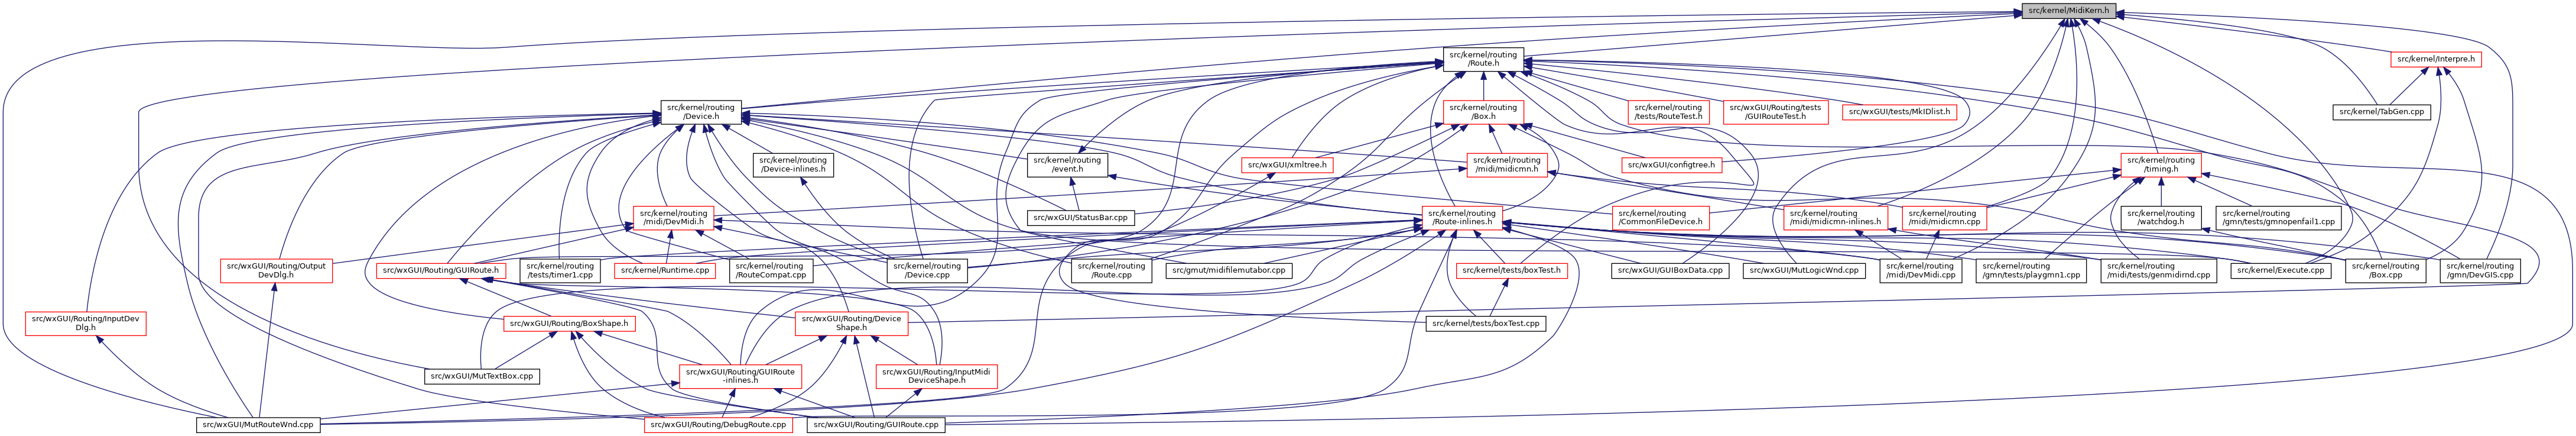 src/kernel/MidiKern.h
src/kernel/routing
/Route.h
src/kernel/Interpre.h
src/kernel/routing
/Device.h
src/kernel/routing
/Box.h
src/kernel/routing
/tests/RouteTest.h
src/wxGUI/Routing/tests
/GUIRouteTest.h
src/wxGUI/tests/MkIDlist.h
src/kernel/TabGen.cpp
src/kernel/routing
/Device-inlines.h
src/kernel/routing
/event.h
src/wxGUI/xmltree.h
src/kernel/routing
/midi/midicmn.h
src/wxGUI/configtree.h
src/kernel/routing
/timing.h
src/kernel/routing
/midi/DevMidi.h
src/wxGUI/StatusBar.cpp
src/kernel/routing
/Route-inlines.h
src/kernel/routing
/CommonFileDevice.h
src/kernel/routing
/midi/midicmn-inlines.h
src/kernel/routing
/midi/midicmn.cpp
src/kernel/routing
/watchdog.h
src/kernel/routing
/gmn/tests/gmnopenfail1.cpp
src/wxGUI/Routing/Output
DevDlg.h
src/wxGUI/Routing/GUIRoute.h
src/kernel/routing
/tests/timer1.cpp
src/kernel/Runtime.cpp
src/kernel/routing
/RouteCompat.cpp
src/kernel/routing
/Device.cpp
src/kernel/routing
/Route.cpp
src/gmut/midifilemutabor.cpp
src/kernel/tests/boxTest.h
src/wxGUI/GUIBoxData.cpp
src/wxGUI/MutLogicWnd.cpp
src/kernel/routing
/midi/DevMidi.cpp
src/kernel/routing
/gmn/tests/playgmn1.cpp
src/kernel/routing
/midi/tests/genmidirnd.cpp
src/kernel/Execute.cpp
src/kernel/routing
/Box.cpp
src/kernel/routing
/gmn/DevGIS.cpp
src/wxGUI/Routing/InputDev
Dlg.h
src/wxGUI/Routing/BoxShape.h
src/wxGUI/Routing/Device
Shape.h
src/kernel/tests/boxTest.cpp
src/wxGUI/MutTextBox.cpp
src/wxGUI/Routing/GUIRoute
-inlines.h
src/wxGUI/Routing/InputMidi
DeviceShape.h
src/wxGUI/MutRouteWnd.cpp
src/wxGUI/Routing/DebugRoute.cpp
src/wxGUI/Routing/GUIRoute.cpp